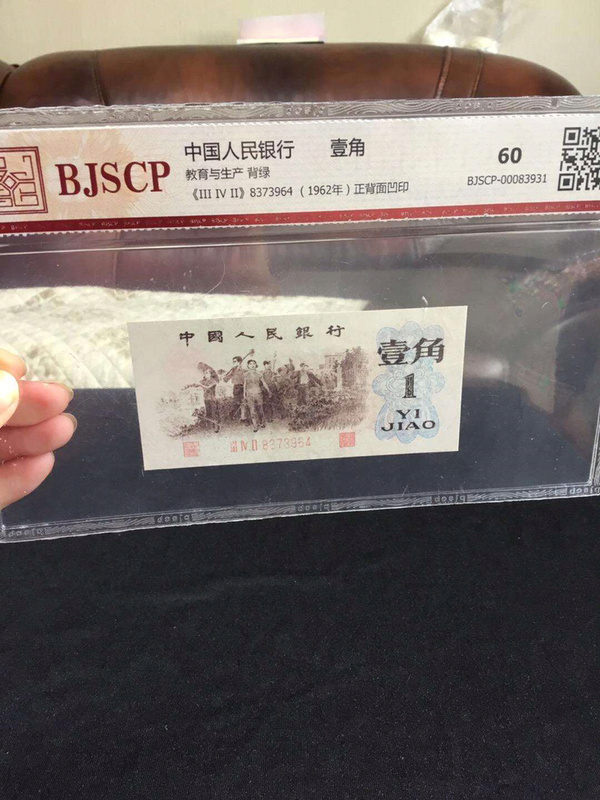 BJSCP
中国人民银行 壹角
教育与生产 背绿
《III IV II》8373964 (1962年)正背面凹印
60
BJSCP-00083931
中國人民銀行
壹角
1
YI
JIAO
III IV II 8373964